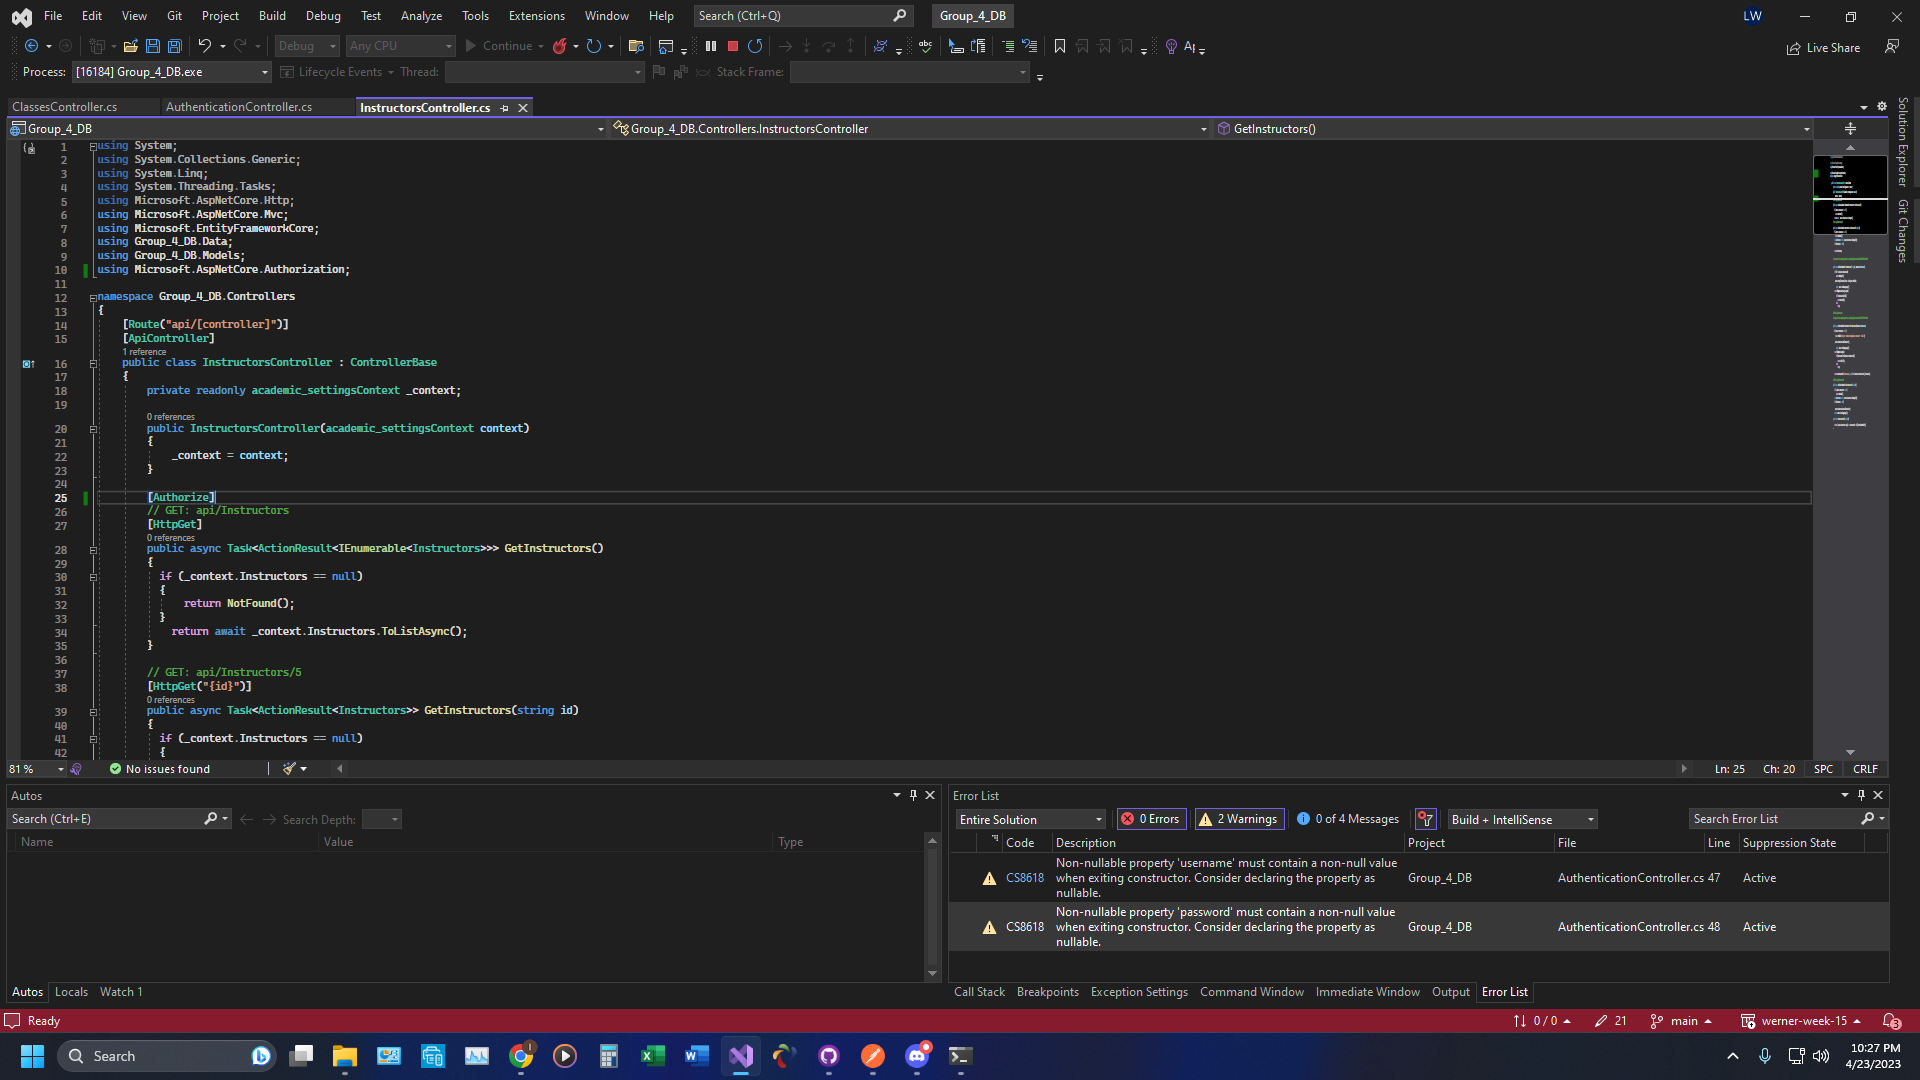 File Edit View Git Project Build Debug Test Analyze Tools Extensions Window Help Search (Ctrl+Q) Group_4_DB LW
Debug Any CPU Continue Live Share
Process: [16184] Group_4_DB.exe Lifecycle Events Thread: Stack Frame:
ClassesController.cs AuthenticationController.cs InstructorsController.cs
Group_4_DB Group_4_DB.Controllers.InstructorsController GetInstructors()
1 using System;
2 using System.Collections.Generic;
3 using System.Linq;
4 using System.Threading.Tasks;
5 using Microsoft.AspNetCore.Http;
6 using Microsoft.AspNetCore.Mvc;
7 using Microsoft.EntityFrameworkCore;
8 using Group_4_DB.Data;
9 using Group_4_DB.Models;
10 using Microsoft.AspNetCore.Authorization;
11
12 namespace Group_4_DB.Controllers
13 {
14 [Route("api/[controller]")]
15 [ApiController]
1 reference
16 public class InstructorsController : ControllerBase
17 {
18 private readonly academic_settingsContext _context;
19
0 references
20 public InstructorsController(academic_settingsContext context)
21 {
22 _context = context;
23 }
24
25 [Authorize]
26 // GET: api/Instructors
27 [HttpGet]
0 references
28 public async Task<ActionResult<IEnumerable<Instructors>>> GetInstructors()
29 {
30 if (_context.Instructors == null)
31 {
32 return NotFound();
33 }
34 return await _context.Instructors.ToListAsync();
35 }
36
37 // GET: api/Instructors/5
38 [HttpGet("{id}")]
0 references
39 public async Task<ActionResult<Instructors>> GetInstructors(string id)
40 {
41 if (_context.Instructors == null)
42 {
Solution Explorer
Git Changes
81 % No issues found Ln: 25 Ch: 20 SPC CRLF
Autos
Search (Ctrl+E) Search Depth:
Name Value Type
Autos Locals Watch 1
Error List
Entire Solution 0 Errors 2 Warnings 0 of 4 Messages Build + IntelliSense Search Error List
Code Description Project File Line Suppression State
CS8618 Non-nullable property 'username' must contain a non-null value when exiting constructor. Consider declaring the property as nullable. Group_4_DB AuthenticationController.cs 47 Active
CS8618 Non-nullable property 'password' must contain a non-null value when exiting constructor. Consider declaring the property as nullable. Group_4_DB AuthenticationController.cs 48 Active
Call Stack Breakpoints Exception Settings Command Window Immediate Window Output Error List
Ready 0 / 0 21 main werner-week-15 3
Search 10:27 PM
4/23/2023